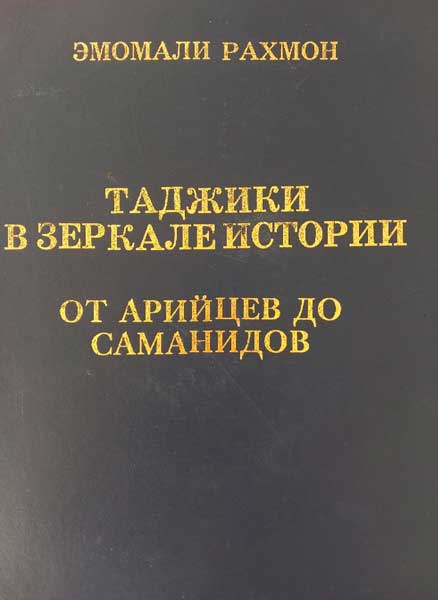 ЭМОМАЛИ РАХМОН
ТАДЖИКИ
В ЗЕРКАЛЕ ИСТОРИИ
ОТ АРИЙЦЕВ ДО
САМАНИДОВ